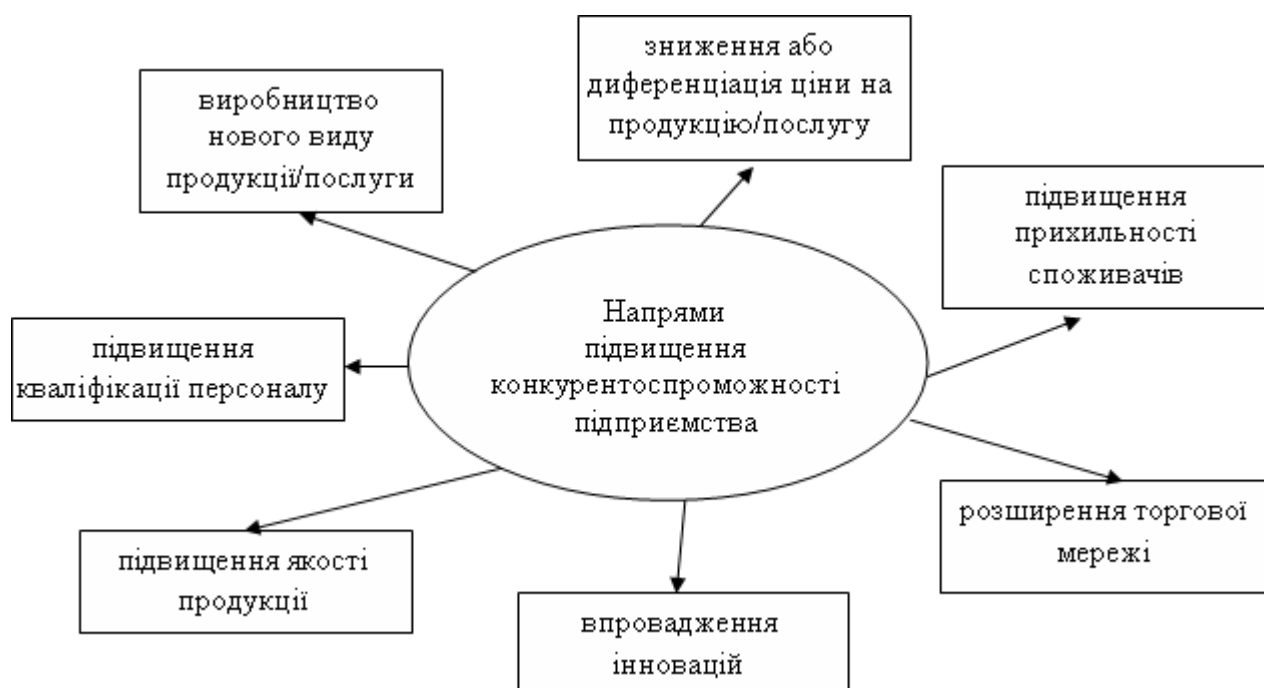 зниження або
диференціація ціни на
продукцію/послугу
виробництво
нового виду
продукції/послуги
підвищення
прихильності
споживачів
Напрями
підвищення
конкурентоспроможності
підприємства
підвищення
кваліфікації персоналу
розширення торгової
мережі
підвищення якості
продукції
впровадження
інновацій